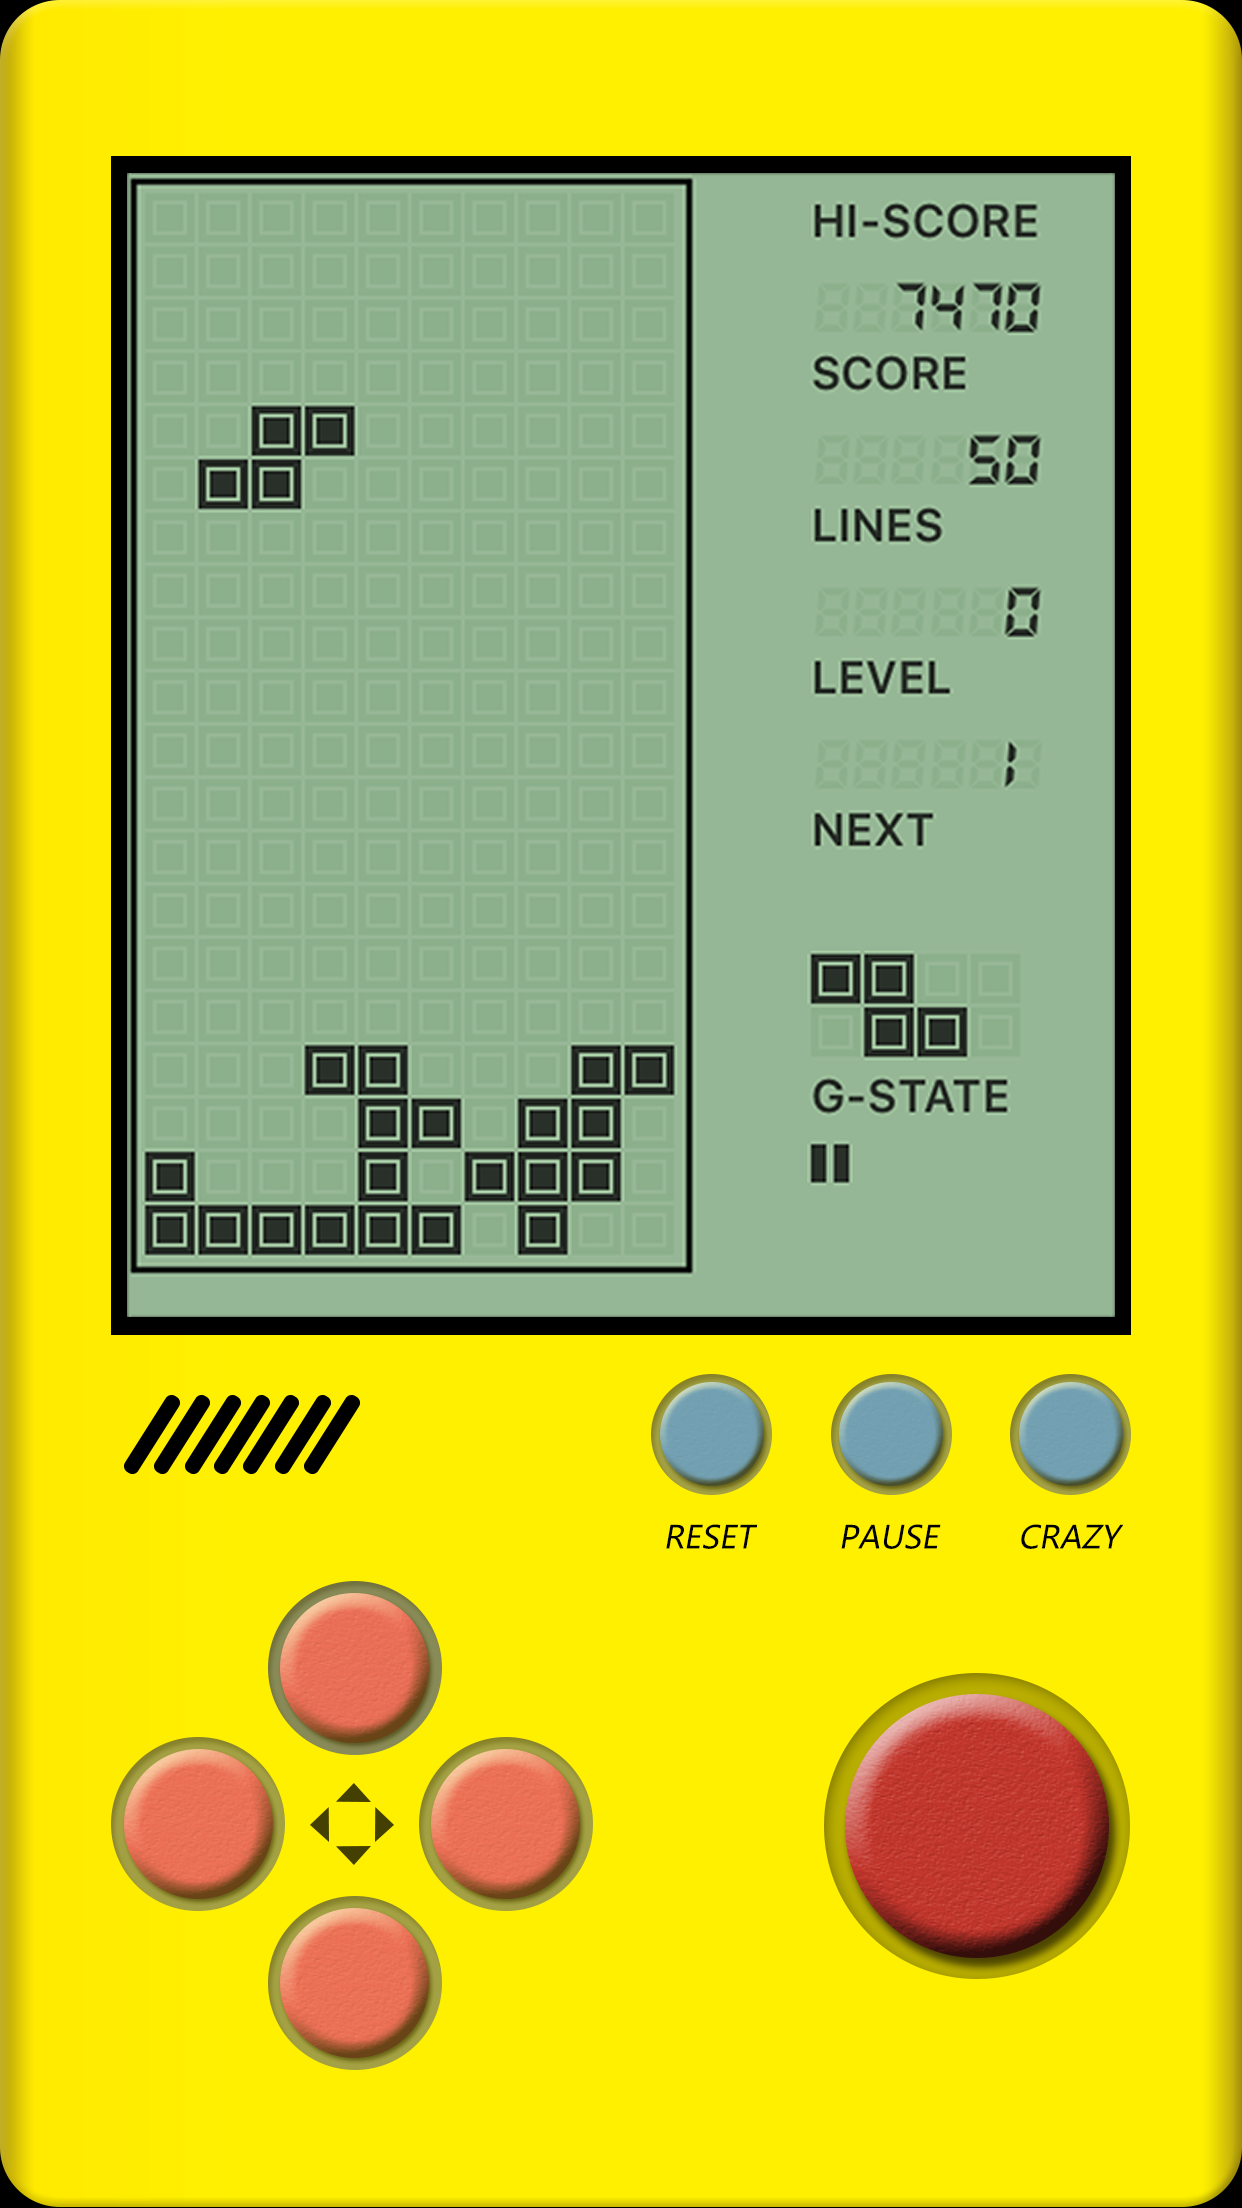 HI-SCORE
7470
SCORE
50
LINES
0
LEVEL
1
NEXT
G-STATE
RESET PAUSE CRAZY